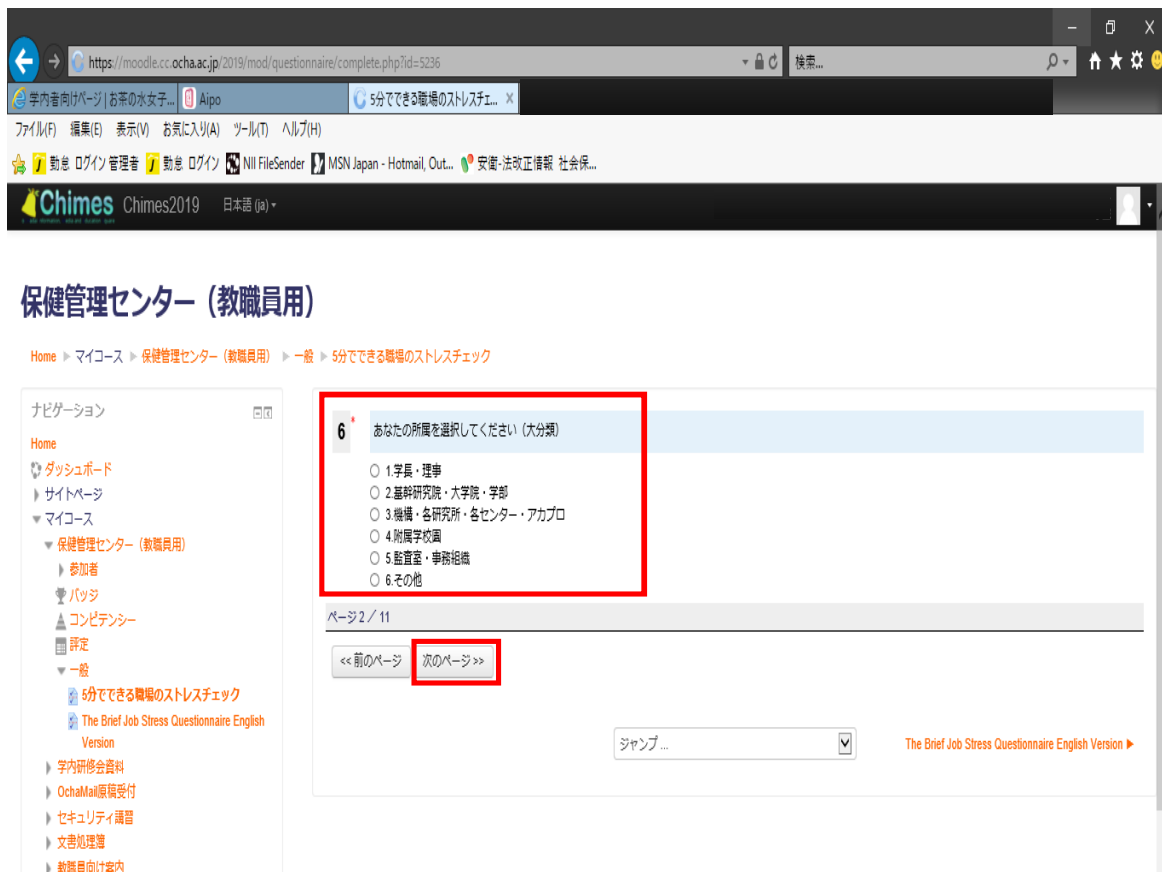 https://moodle.cc.ocha.ac.jp/2019/mod/questionnaire/complete.php?id=5236
検索...
学内者向けページ | お茶の水女子...
Aipo
5分でできる職場のストレスチェ...
ファイル(F) 編集(E) 表示(V) お気に入り(A) ツール(T) ヘルプ(H)
勤怠 ログイン 管理者 勤怠 ログイン NII FileSender MSN Japan - Hotmail, Out... 安衛-法改正情報 社会保...
Chimes Chimes2019 日本語 (ja)
保健管理センター（教職員用）
Home ▶ マイコース ▶ 保健管理センター（教職員用） ▶ 一般 ▶ 5分でできる職場のストレスチェック
ナビゲーション
Home
ダッシュボード
サイトページ
マイコース
保健管理センター（教職員用）
参加者
バッジ
コンピテンシー
評定
一般
5分でできる職場のストレスチェック
The Brief Job Stress Questionnaire English
Version
学内研修会資料
OchaMail原稿受付
セキュリティ講習
文書処理簿
教職員向け案内
6* あなたの所属を選択してください（大分類）
1.学長・理事
2.基幹研究院・大学院・学部
3.機構・各研究所・各センター・アカプロ
4.附属学校園
5.監査室・事務組織
6.その他
ページ 2 / 11
<< 前のページ
次のページ >>
ジャンプ...
The Brief Job Stress Questionnaire English Version ▶